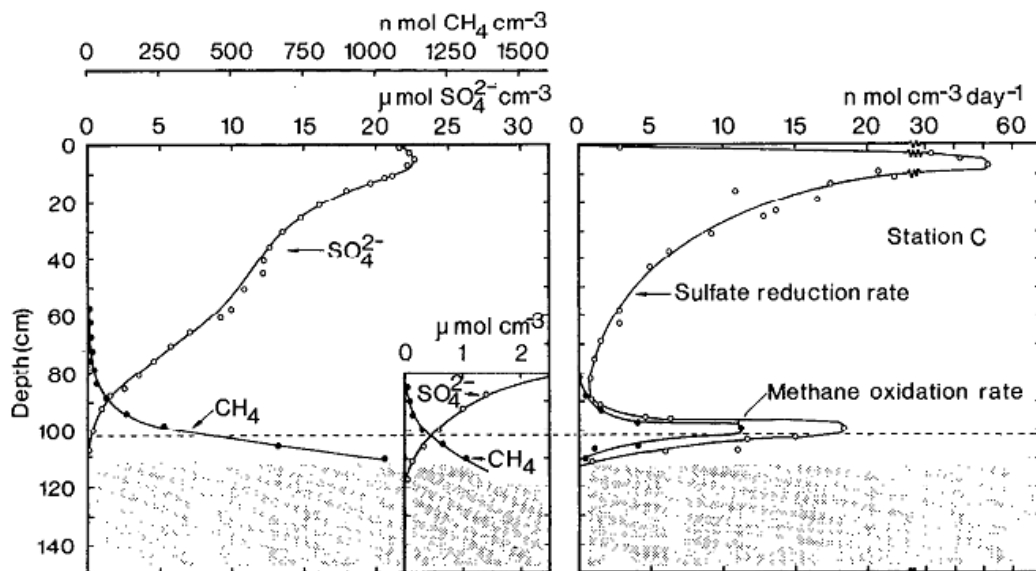 n mol CH₄ cm⁻³
0 250 500 750 1000 1200 1600
μ mol SO₄²⁻ cm⁻³
0 5 10 15 20 25 30
n mol cm⁻³ day⁻¹
0 5 10 15 20 30 60
Depth (cm)
0
20
40
60
80
100
120
140
SO₄²⁻
CH₄
μ mol cm⁻³
0 1 2
SO₄²⁻
CH₄
Station C
Sulfate reduction rate
Methane oxidation rate